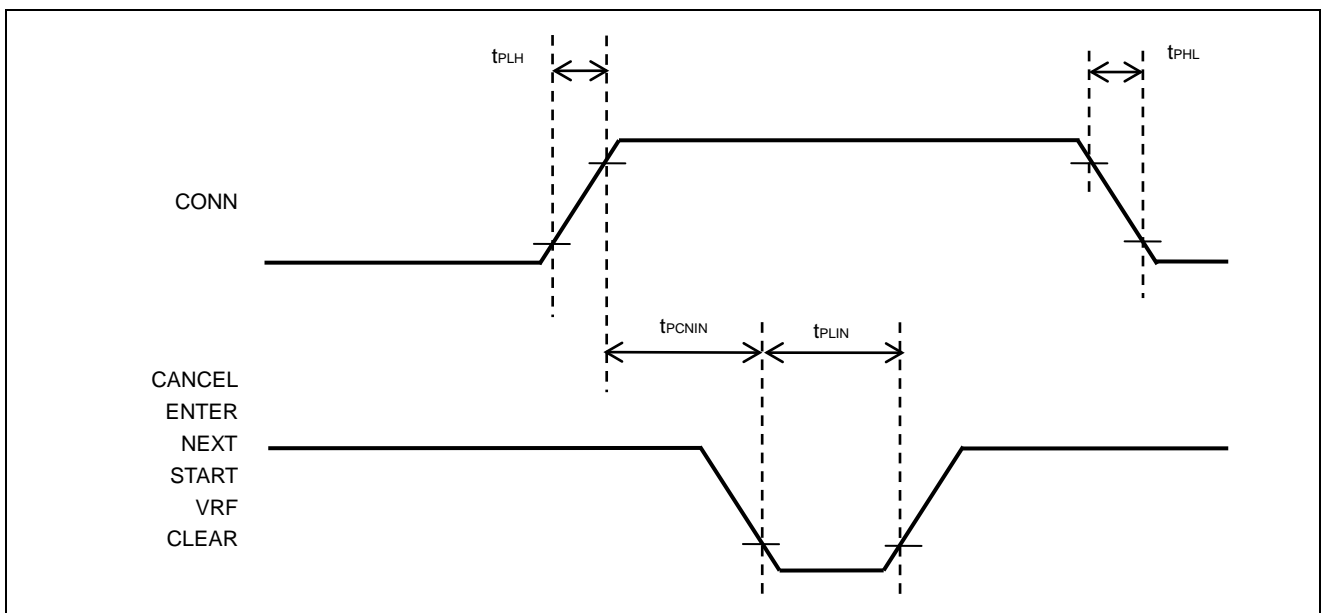 tPLH
tPHL
CONN
tPCNIN
tPLIN
CANCEL
ENTER
NEXT
START
VRF
CLEAR